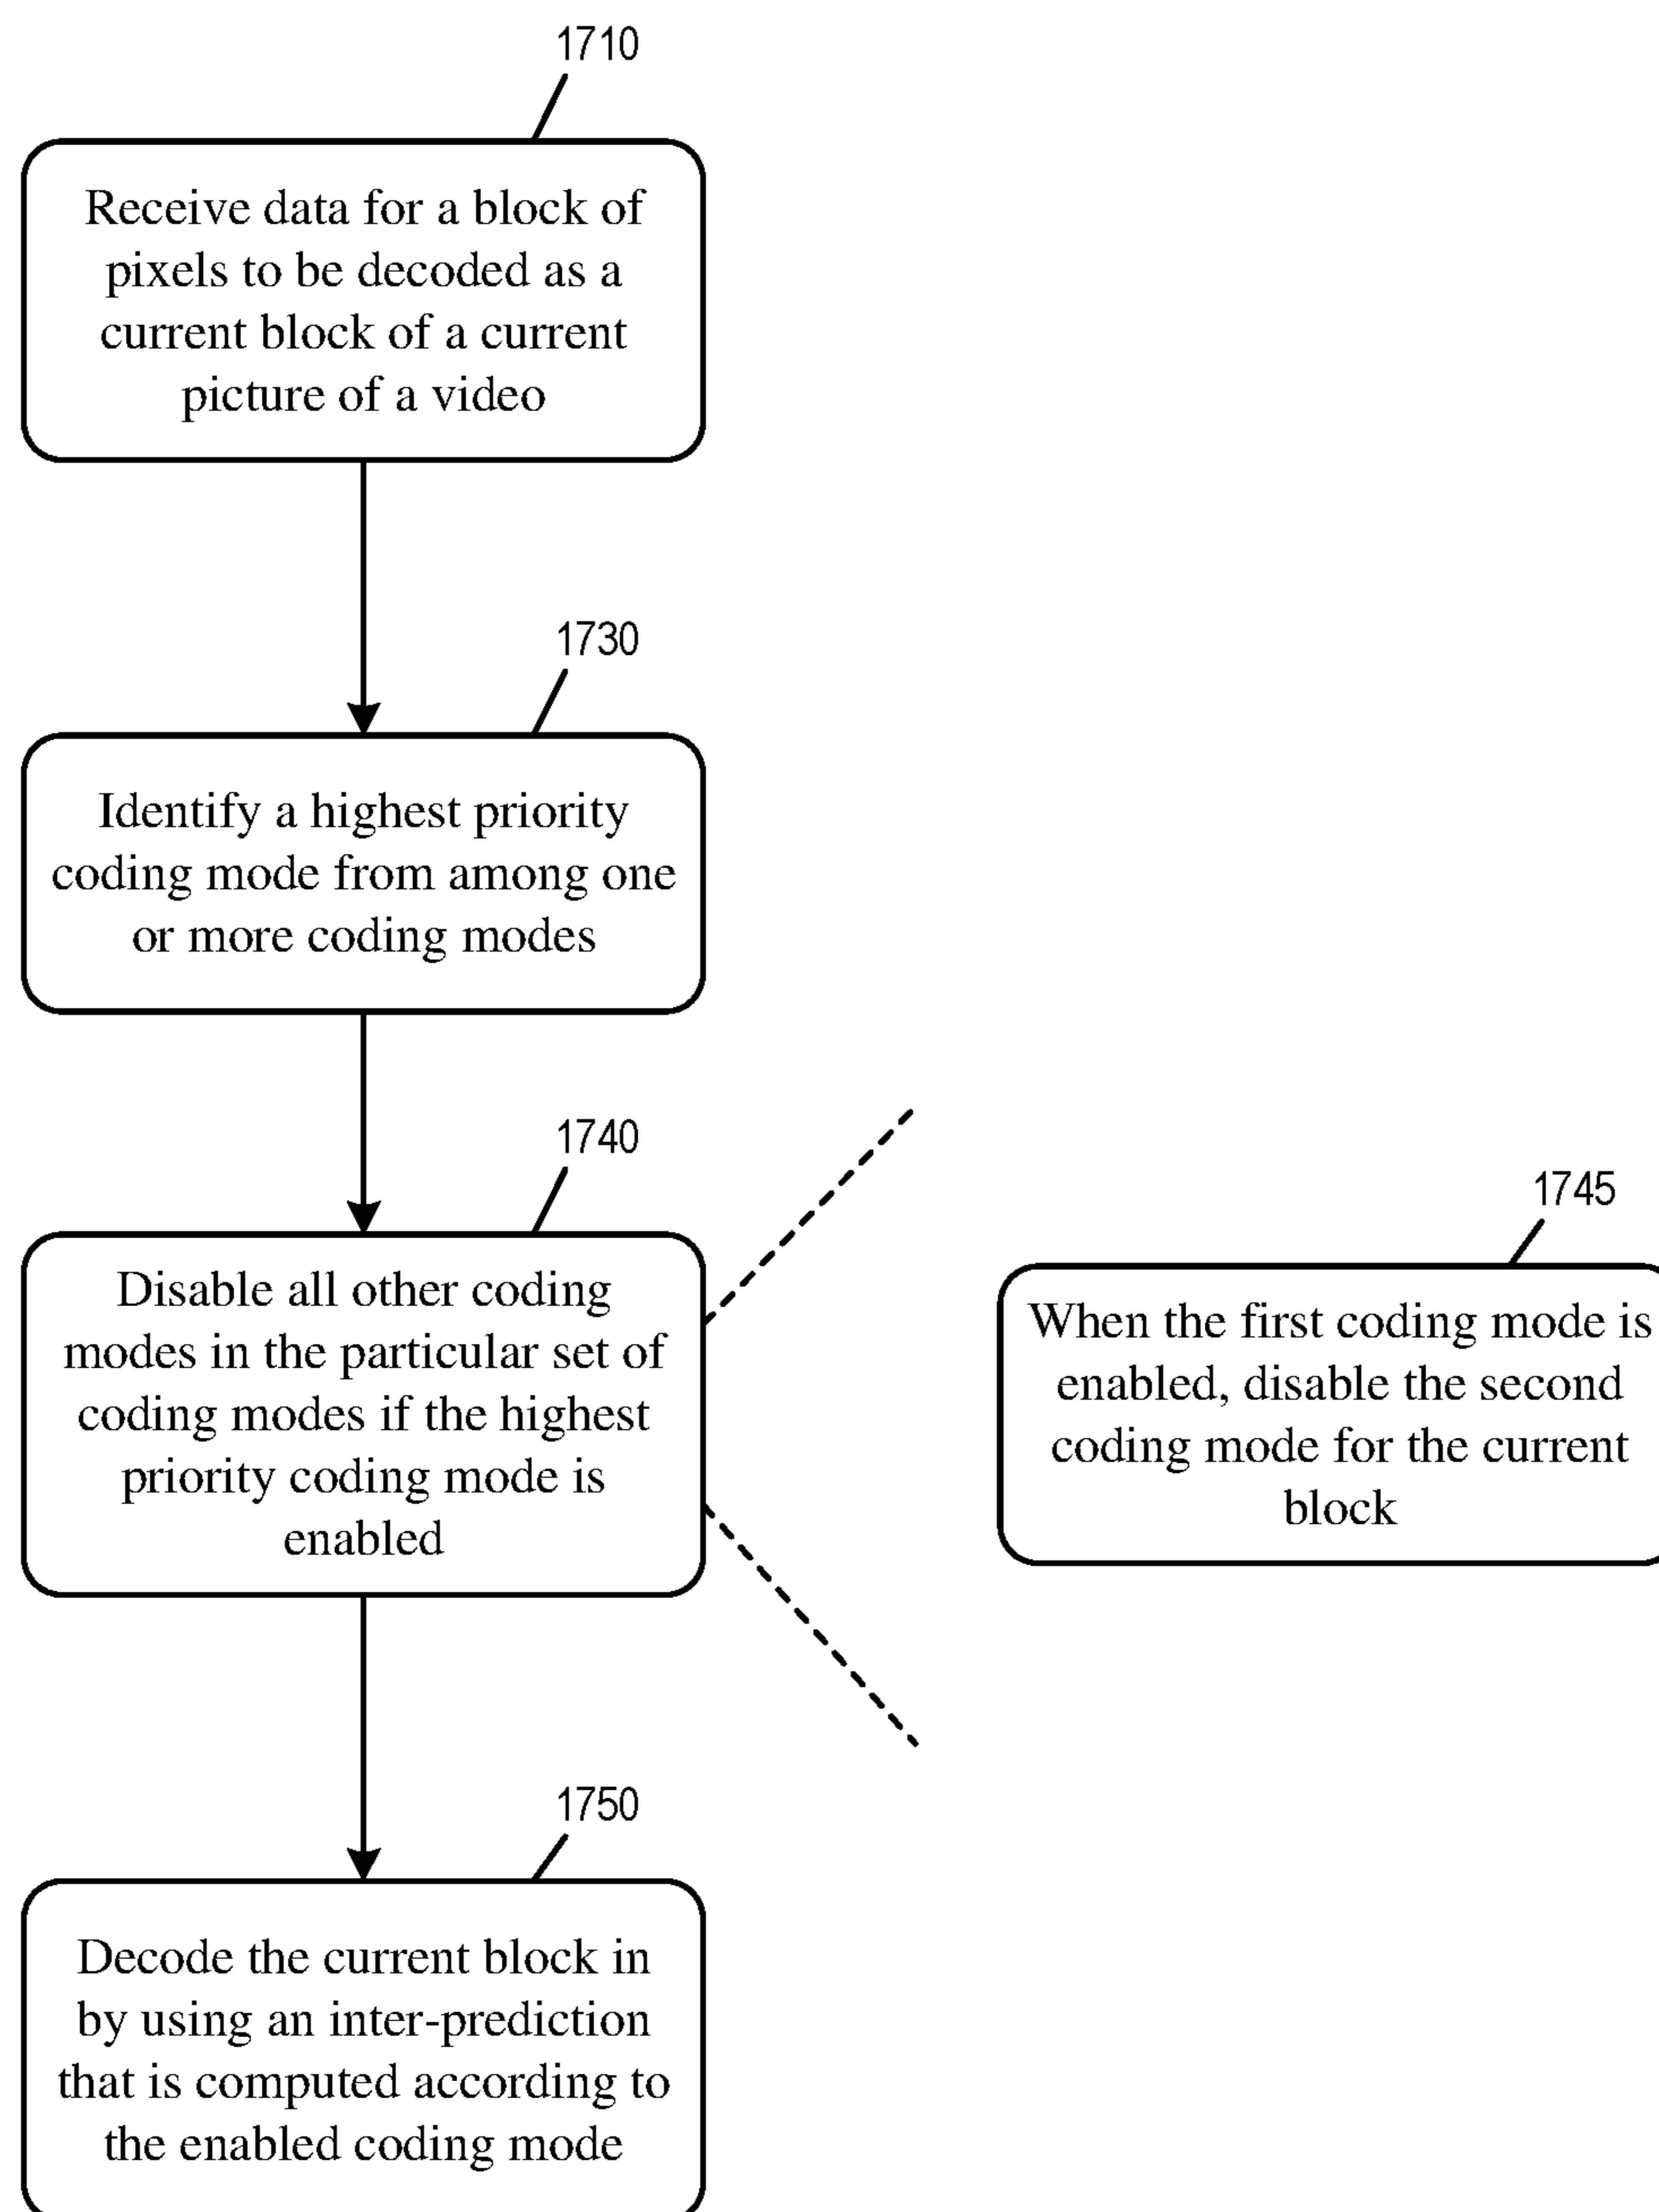 1710
Receive data for a block of
pixels to be decoded as a
current block of a current
picture of a video
1730
Identify a highest priority
coding mode from among one
or more coding modes
1740
Disable all other coding
modes in the particular set of
coding modes if the highest
priority coding mode is
enabled
1745
When the first coding mode is
enabled, disable the second
coding mode for the current
block
1750
Decode the current block in
by using an inter-prediction
that is computed according to
the enabled coding mode